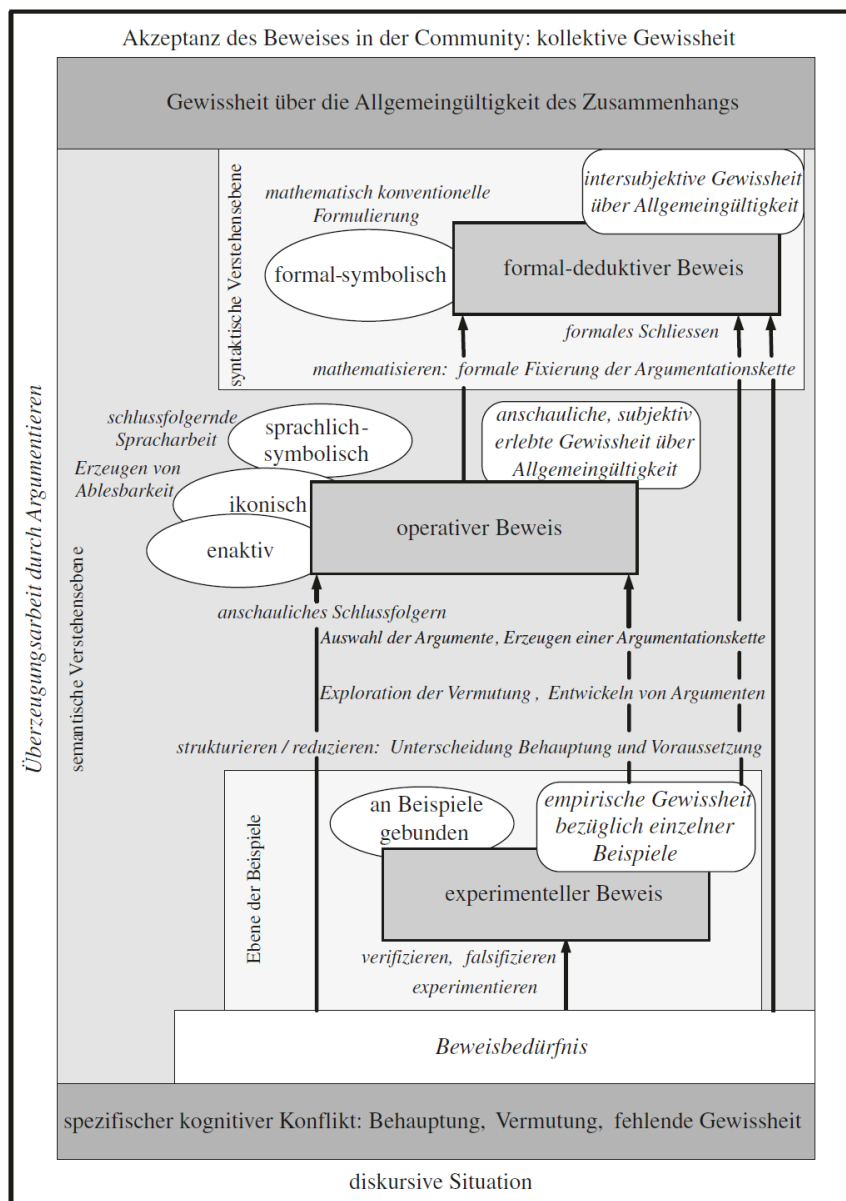 Akzeptanz des Beweises in der Community: kollektive Gewissheit
Gewissheit über die Allgemeingültigkeit des Zusammenhangs
Überzeugungsarbeit durch Argumentieren
semantische Verstehensebene
syntaktische Verstehensebene
mathematisch konventionelle
Formulierung
intersubjektive Gewissheit
über Allgemeingültigkeit
formal-symbolisch
formal-deduktiver Beweis
formales Schliessen
mathematisieren: formale Fixierung der Argumentationskette
schlussfolgernde
Spracharbeit
sprachlich-
symbolisch
anschauliche, subjektiv
erlebte Gewissheit über
Allgemeingültigkeit
Erzeugen von
Ablesbarkeit
ikonisch
enaktiv
operativer Beweis
anschauliches Schlussfolgern
Auswahl der Argumente, Erzeugen einer Argumentationskette
Exploration der Vermutung , Entwickeln von Argumenten
strukturieren / reduzieren: Unterscheidung Behauptung und Voraussetzung
Ebene der Beispiele
an Beispiele
gebunden
empirische Gewissheit
bezüglich einzelner
Beispiele
experimenteller Beweis
verifizieren, falsifizieren
experimentieren
Beweisbedürfnis
spezifischer kognitiver Konflikt: Behauptung, Vermutung, fehlende Gewissheit
diskursive Situation